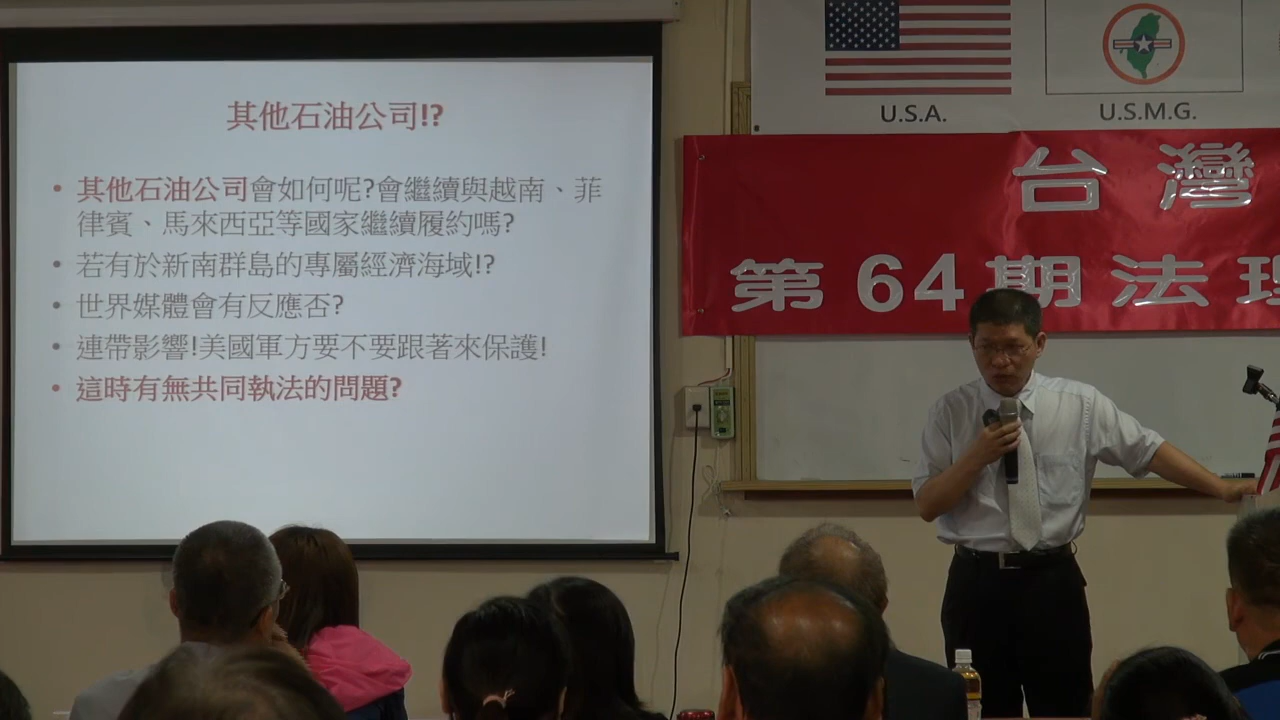 其他石油公司!?
• 其他石油公司會如何呢?會繼續與越南、菲
律賓、馬來西亞等國家繼續履約嗎?
• 若有於新南群島的專屬經濟海域!?
• 世界媒體會有反應否?
• 連帶影響!美國軍方要不要跟著來保護!
• 這時有無共同執法的問題?
U.S.A.
U.S.M.G.
台灣
第64期法理